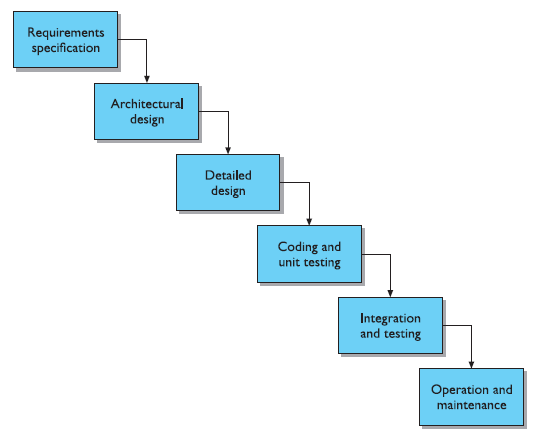 Requirements
specification
Architectural
design
Detailed
design
Coding and
unit testing
Integration
and testing
Operation and
maintenance